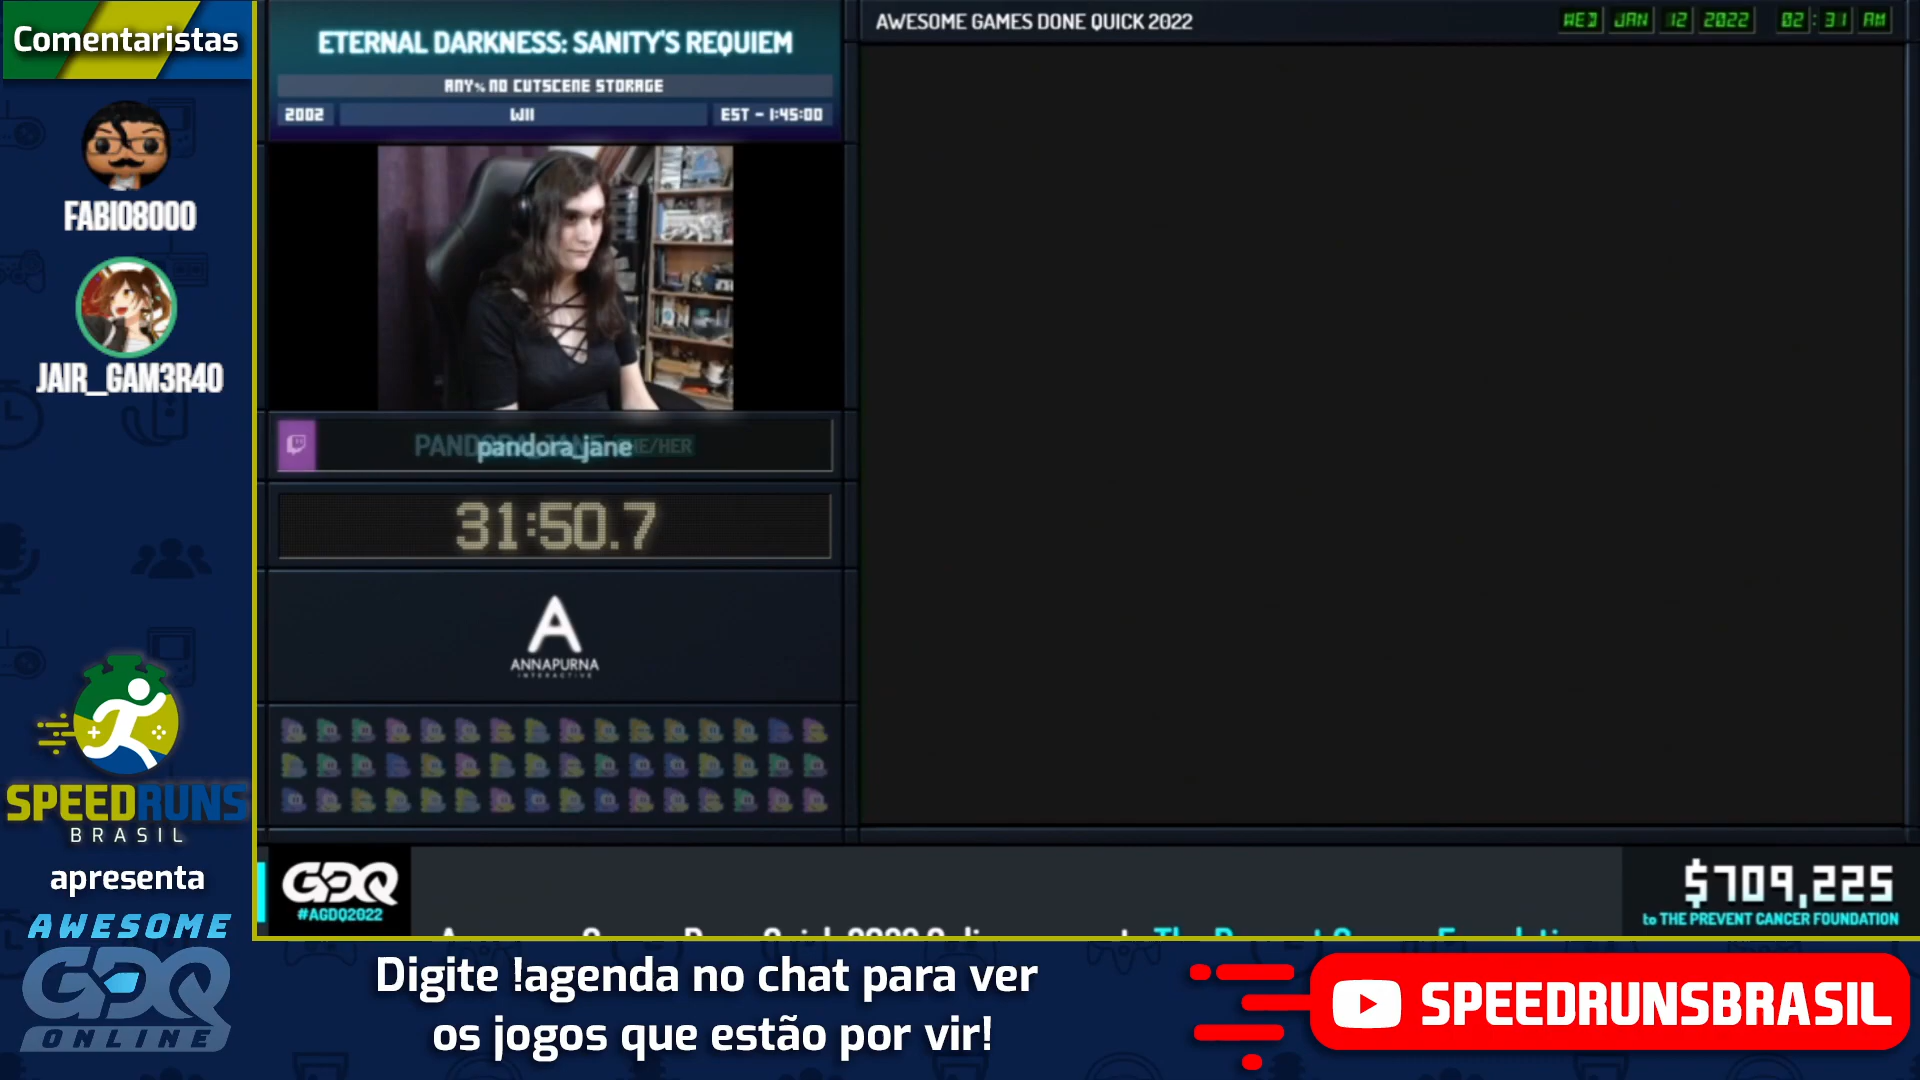 Comentaristas
FABIO8000
JAIR_GAM3R40
SPEEDRUNS
BRASIL
apresenta
AWESOME
GDQ
ONLINE
ETERNAL DARKNESS: SANITY'S REQUIEM
ANY% NO CUTSCENE STORAGE
2002 WII EST - 1:45:00
pandora_jane
31:50.7
ANNAPURNA
INTERACTIVE
AWESOME GAMES DONE QUICK 2022
WED JAN 12 2022 02:31 AM
GDQ
#AGDQ2022
$709,225
to THE PREVENT CANCER FOUNDATION
Digite !agenda no chat para ver
os jogos que estão por vir!
SPEEDRUNSBRASIL